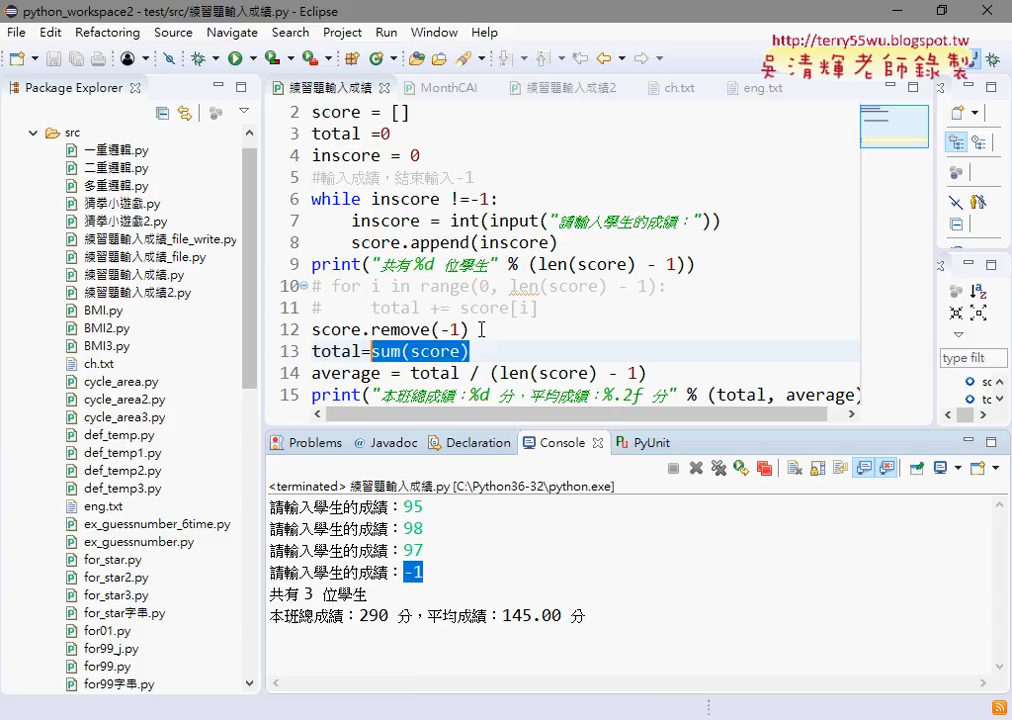 python_workspace2 - test/src/練習題輸入成績.py - Eclipse
File Edit Refactoring Source Navigate Search Project Run Window Help
http://terry55wu.blogspot.tw
吳清輝老師錄製
Package Explorer
練習題輸入成績 MonthCAl 練習題輸入成績2 ch.txt eng.txt
src
一重邏輯.py
二重邏輯.py
多重邏輯.py
猜拳小遊戲.py
猜拳小遊戲2.py
練習題輸入成績_file_write.py
練習題輸入成績_file.py
練習題輸入成績.py
練習題輸入成績2.py
BMI.py
BMI2.py
BMI3.py
ch.txt
cycle_area.py
cycle_area2.py
cycle_area3.py
def_temp.py
def_temp1.py
def_temp2.py
def_temp3.py
eng.txt
ex_guessnumber_6time.py
ex_guessnumber.py
for_star.py
for_star2.py
for_star3.py
for_star字串.py
for01.py
for99_j.py
for99.py
for99字串.py
2 score = []
3 total =0
4 inscore = 0
5 #輸入成績，結束輸入-1
6 while inscore !=-1:
7 inscore = int(input("請輸入學生的成績："))
8 score.append(inscore)
9 print("共有%d 位學生" % (len(score) - 1))
10 # for i in range(0, len(score) - 1):
11 # total += score[i]
12 score.remove(-1)
13 total=sum(score)
14 average = total / (len(score) - 1)
15 print("本班總成績：%d 分，平均成績：%.2f 分" % (total, average)
type filt
sc
tc
Problems Javadoc Declaration Console PyUnit
<terminated> 練習題輸入成績.py [C:\Python36-32\python.exe]
請輸入學生的成績：95
請輸入學生的成績：98
請輸入學生的成績：97
請輸入學生的成績：-1
共有 3 位學生
本班總成績：290 分，平均成績：145.00 分